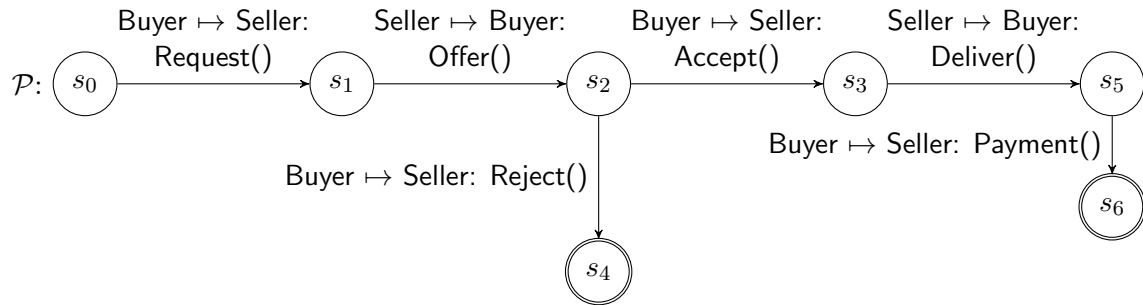 Buyer ↦ Seller: Seller ↦ Buyer: Buyer ↦ Seller: Seller ↦ Buyer:
Request() Offer() Accept() Deliver()
𝒫: s₀ s₁ s₂ s₃ s₅
Buyer ↦ Seller: Payment()
Buyer ↦ Seller: Reject()
s₆
s₄